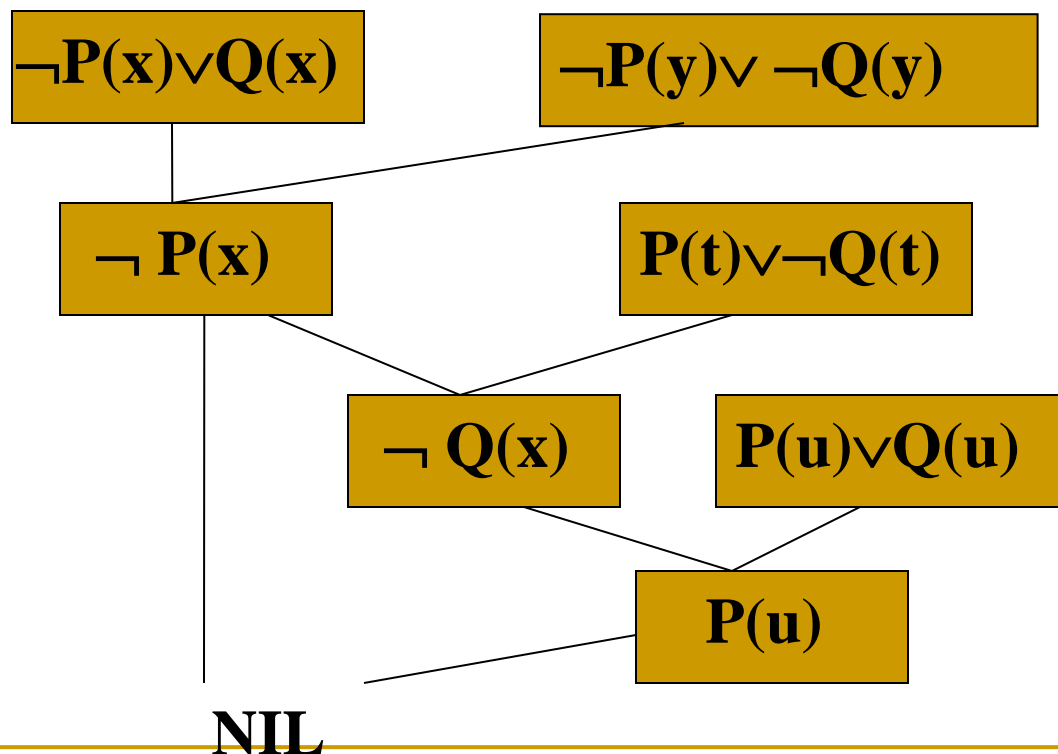 ¬P(x)∨Q(x)
¬P(y)∨ ¬Q(y)
¬ P(x)
P(t)∨¬Q(t)
¬ Q(x)
P(u)∨Q(u)
P(u)
NIL